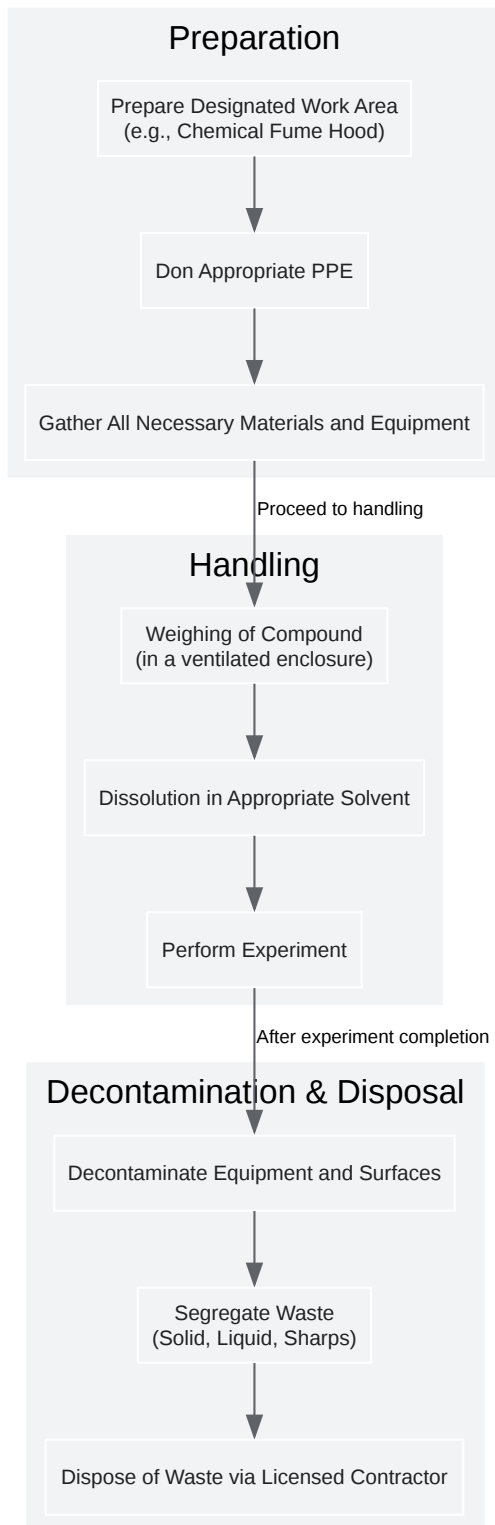 Preparation
Prepare Designated Work Area
(e.g., Chemical Fume Hood)
Don Appropriate PPE
Gather All Necessary Materials and Equipment
Proceed to handling
Handling
Weighing of Compound
(in a ventilated enclosure)
Dissolution in Appropriate Solvent
Perform Experiment
After experiment completion
Decontamination & Disposal
Decontaminate Equipment and Surfaces
Segregate Waste
(Solid, Liquid, Sharps)
Dispose of Waste via Licensed Contractor